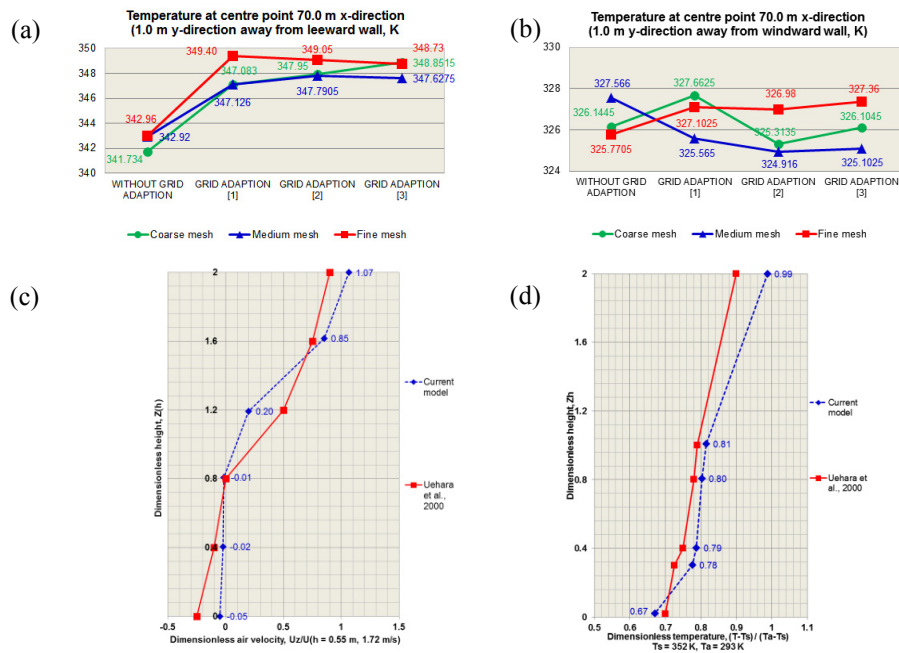 (a)
Temperature at centre point 70.0 m x-direction
(1.0 m y-direction away from leeward wall, K
350
348
346
344
342
340
349.40
349.05
348.73
347.083
347.95
348.8515
347.126
347.7905
347.6275
342.96
342.92
341.734
WITHOUT GRID ADAPTION
GRID ADAPTION [1]
GRID ADAPTION [2]
GRID ADAPTION [3]
Coarse mesh
Medium mesh
Fine mesh
(b)
Temperature at centre point 70.0 m x-direction
(1.0 m y-direction away from windward wall, K
330
328
326
324
327.566
327.6625
326.98
327.36
326.1445
327.1025
325.3135
326.1045
325.7705
325.565
324.916
325.1025
WITHOUT GRID ADAPTION
GRID ADAPTION [1]
GRID ADAPTION [2]
GRID ADAPTION [3]
Coarse mesh
Medium mesh
Fine mesh
(c)
Dimensionless height, Z(h)
2
1.6
1.2
0.8
0.4
0
1.07
0.85
0.20
-0.01
-0.02
-0.05
-0.5
0
0.5
1
1.5
Dimensionless air velocity, Uz/U(h = 0.55 m, 1.72 m/s)
Current model
Uehara et al., 2000
(d)
Dimensionless height, Zh
2
1.6
1.2
0.8
0.4
0
0.99
0.81
0.80
0.79
0.78
0.67
0.5
0.6
0.7
0.8
0.9
1
1.1
Dimensionless temperature, (T-Ts)/ (Ta-Ts)
Ts = 352 K, Ta = 293 K
Current model
Uehara et al., 2000